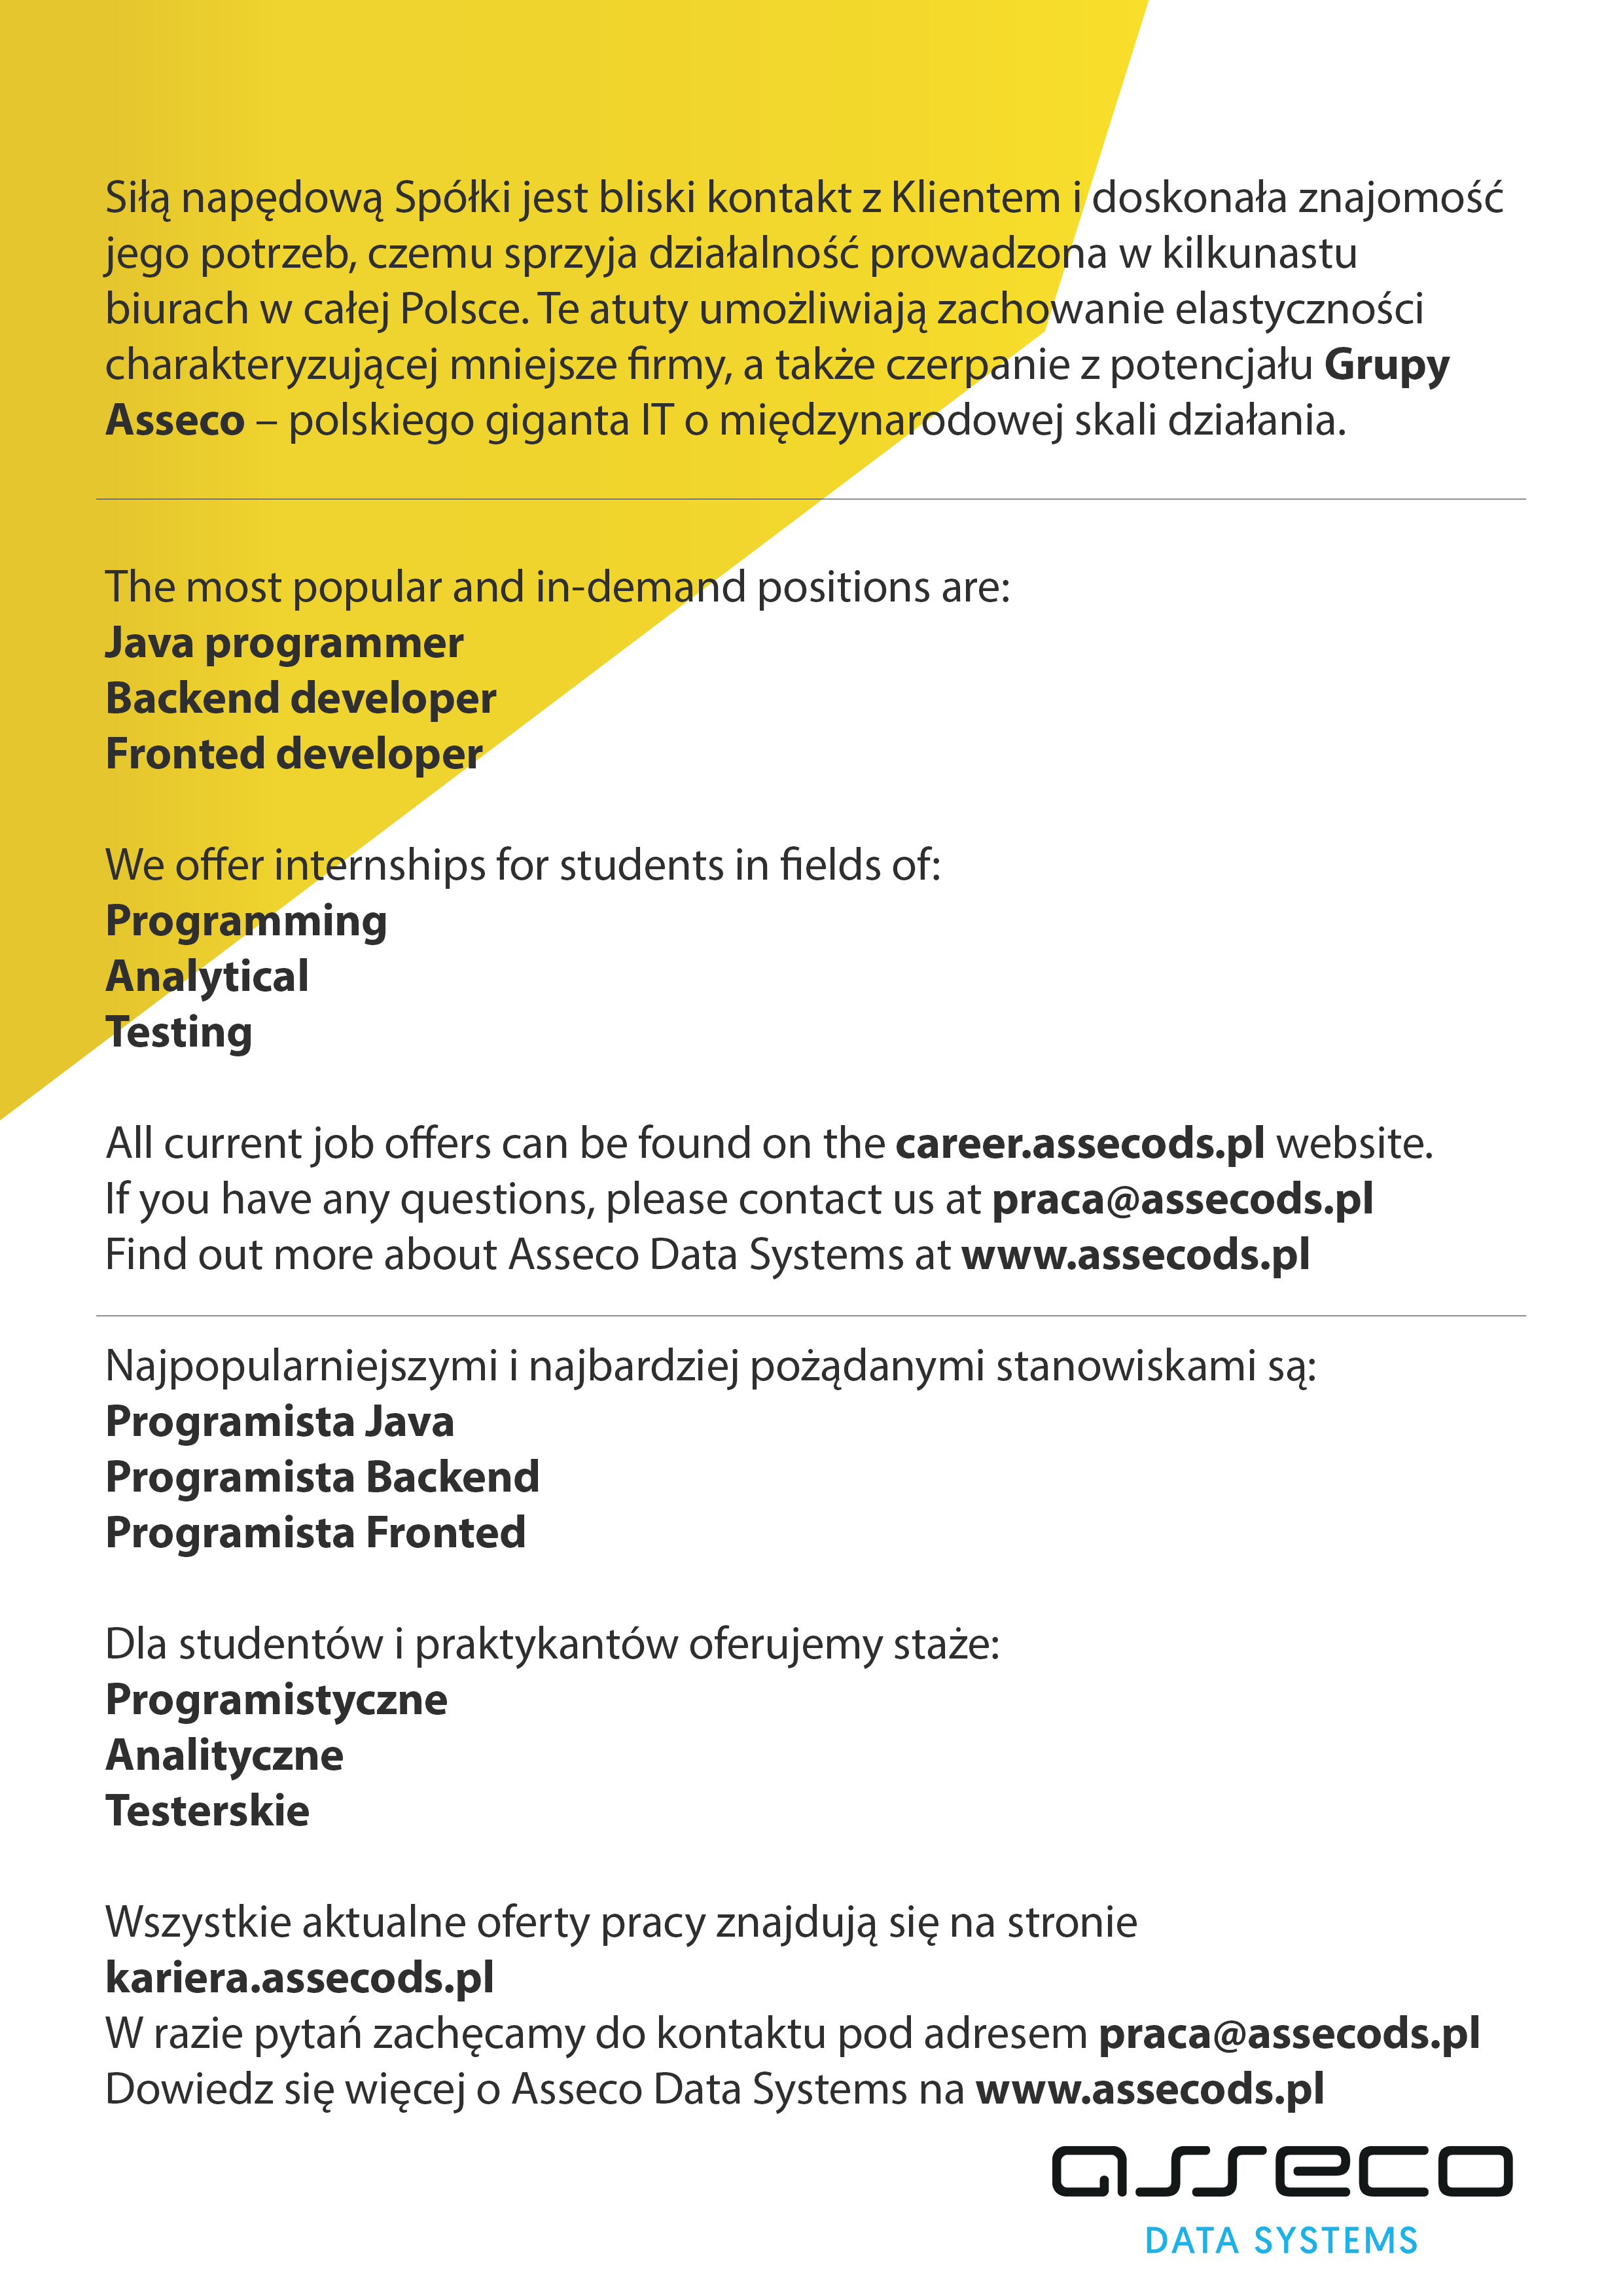 Siłą napędową Spółki jest bliski kontakt z Klientem i doskonała znajomość
jego potrzeb, czemu sprzyja działalność prowadzona w kilkunastu
biurach w całej Polsce. Te atuty umożliwiają zachowanie elastyczności
charakteryzującej mniejsze firmy, a także czerpanie z potencjału Grupy
Asseco – polskiego giganta IT o międzynarodowej skali działania.
The most popular and in-demand positions are:
Java programmer
Backend developer
Fronted developer
We offer internships for students in fields of:
Programming
Analytical
Testing
All current job offers can be found on the career.assecods.pl website.
If you have any questions, please contact us at praca@assecods.pl
Find out more about Asseco Data Systems at www.assecods.pl
Najpopularniejszymi i najbardziej pożądanymi stanowiskami są:
Programista Java
Programista Backend
Programista Fronted
Dla studentów i praktykantów oferujemy staże:
Programistyczne
Analityczne
Testerskie
Wszystkie aktualne oferty pracy znajdują się na stronie
kariera.assecods.pl
W razie pytań zachęcamy do kontaktu pod adresem praca@assecods.pl
Dowiedz się więcej o Asseco Data Systems na www.assecods.pl
asseco
DATA SYSTEMS